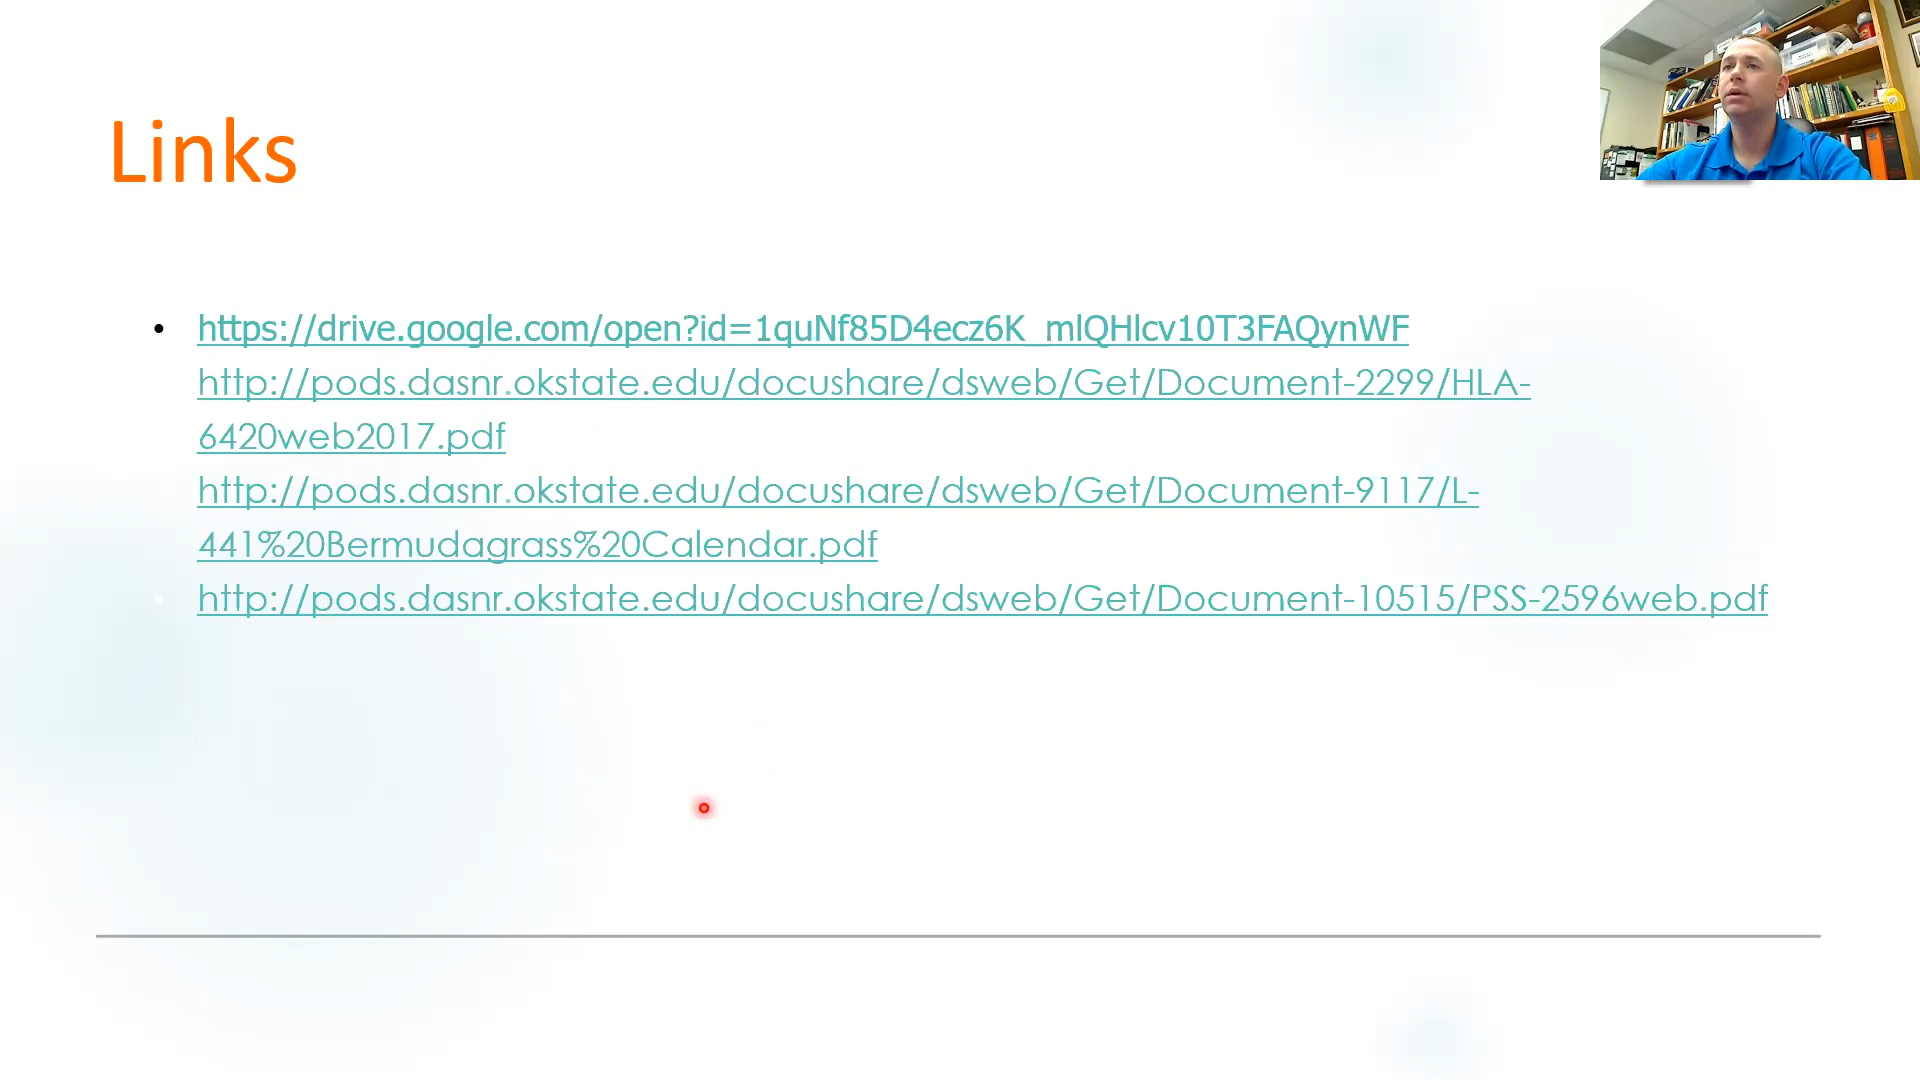 Links
• https://drive.google.com/open?id=1quNf85D4ecz6K_mlQHlcv10T3FAQynWF
http://pods.dasnr.okstate.edu/docushare/dsweb/Get/Document-2299/HLA-
6420web2017.pdf
http://pods.dasnr.okstate.edu/docushare/dsweb/Get/Document-9117/L-
441%20Bermudagrass%20Calendar.pdf
http://pods.dasnr.okstate.edu/docushare/dsweb/Get/Document-10515/PSS-2596web.pdf